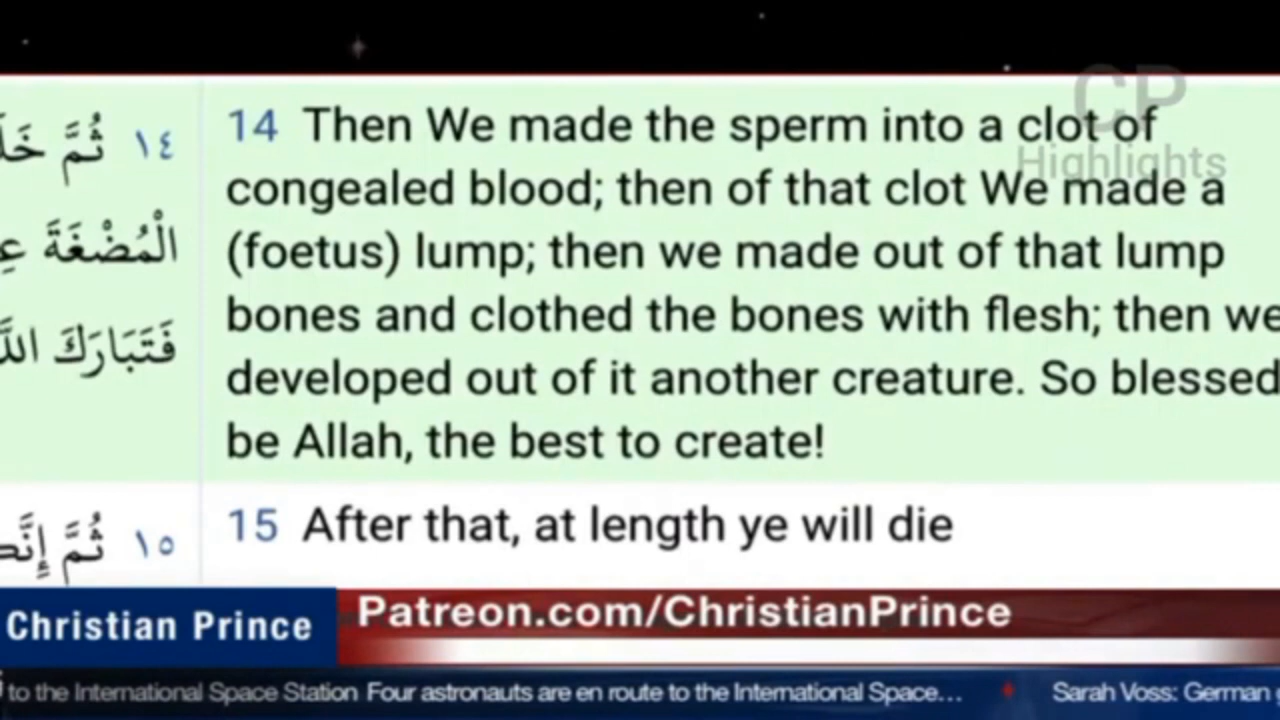 CP
Highlights
١٤ ثُمَّ
الْمُضْغَةَ
فَتَبَارَكَ
14 Then We made the sperm into a clot of
congealed blood; then of that clot We made a
(foetus) lump; then we made out of that lump
bones and clothed the bones with flesh; then we
developed out of it another creature. So blessed
be Allah, the best to create!
١٥ ثُمَّ
15 After that, at length ye will die
Christian Prince
Patreon.com/ChristianPrince
to the International Space Station Four astronauts are en route to the International Space... Sarah Voss: German